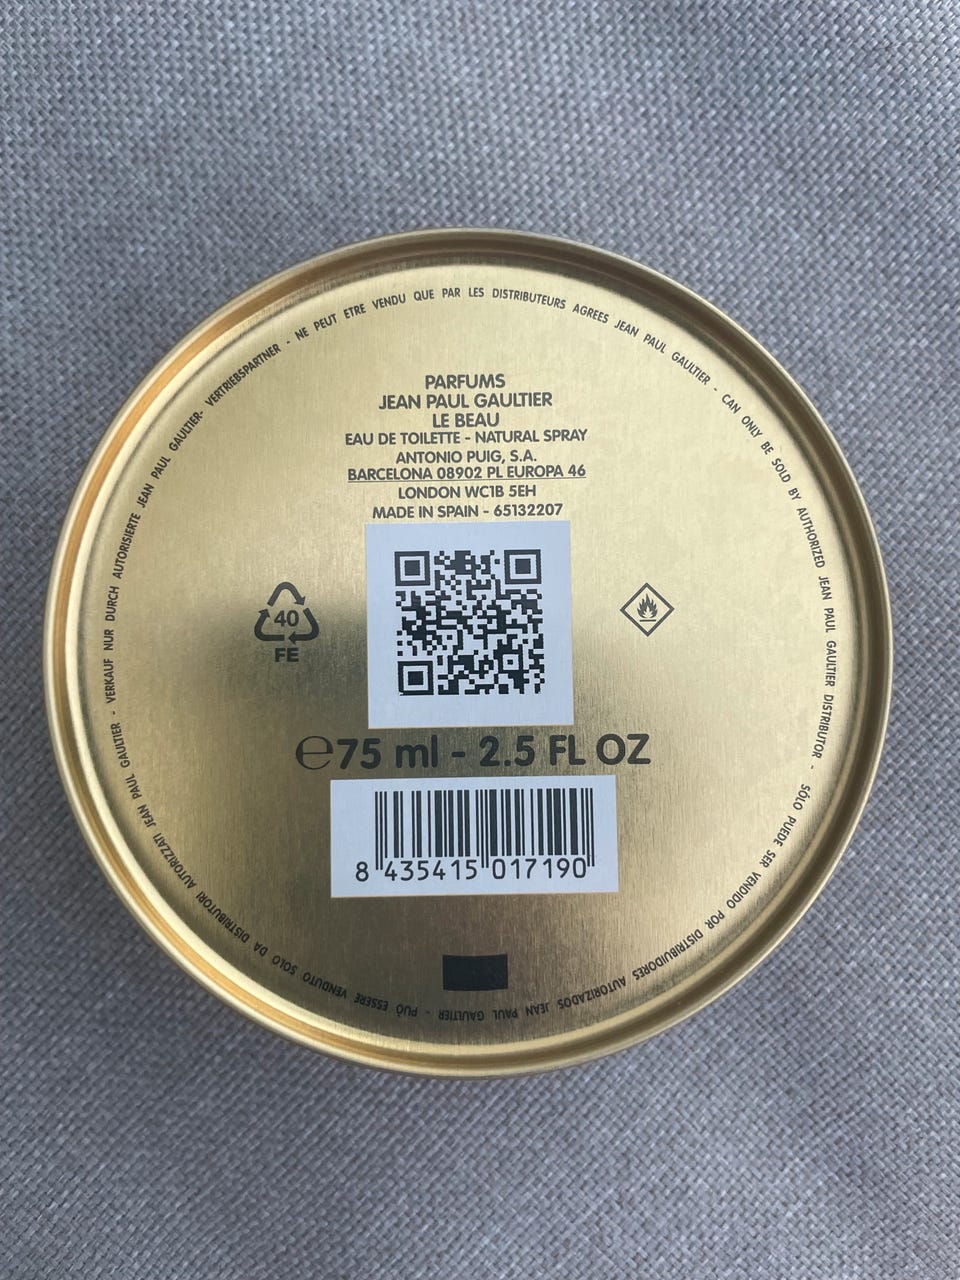 PARFUMS
JEAN PAUL GAULTIER
LE BEAU
EAU DE TOILETTE - NATURAL SPRAY
ANTONIO PUIG, S.A.
BARCELONA 08902 PL EUROPA 46
LONDON WC1B 5EH
MADE IN SPAIN - 65132207
40
FE
℮75 ml - 2.5 FL OZ
8 435415 017190
NE PEUT ETRE VENDU QUE PAR LES DISTRIBUTEURS AGREES JEAN PAUL GAULTIER - CAN ONLY BE SOLD BY AUTHORIZED JEAN PAUL GAULTIER DISTRIBUTOR - SÓLO PUEDE SER VENDIDO POR DISTRIBUIDORES AUTORIZADOS JEAN PAUL GAULTIER - PUÒ ESSERE VENDUTO SOLO DA DISTRIBUTORI AUTORIZZATI JEAN PAUL GAULTIER - VERKAUF NUR DURCH AUTORISIERTE JEAN PAUL GAULTIER- VERTRIEBSPARTNER -